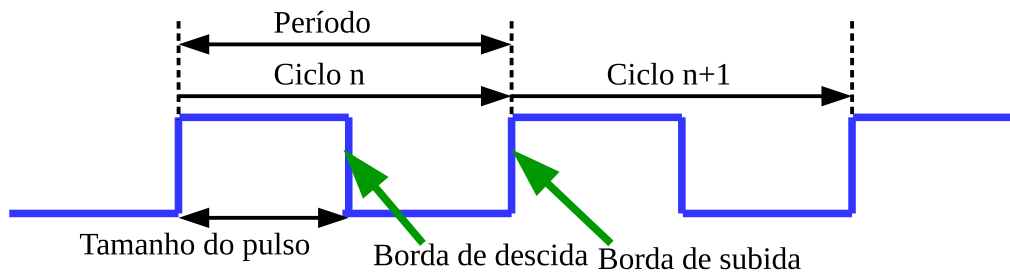 Período
Ciclo n
Ciclo n+1
Tamanho do pulso
Borda de descida
Borda de subida